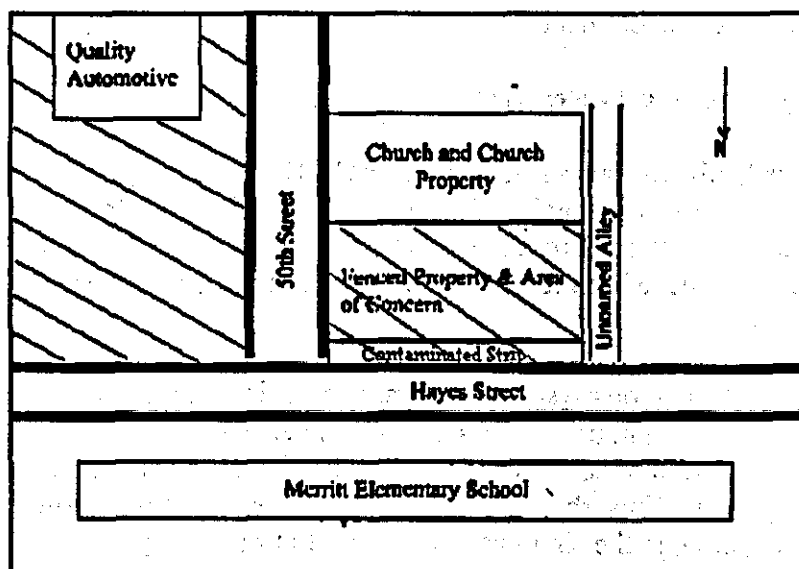 Quality
Automotive
50th Street
Church and Church
Property
Unnamed Alley
Fenced Property & Area
of Concern
Contaminated Strip
Hayes Street
Merritt Elementary School